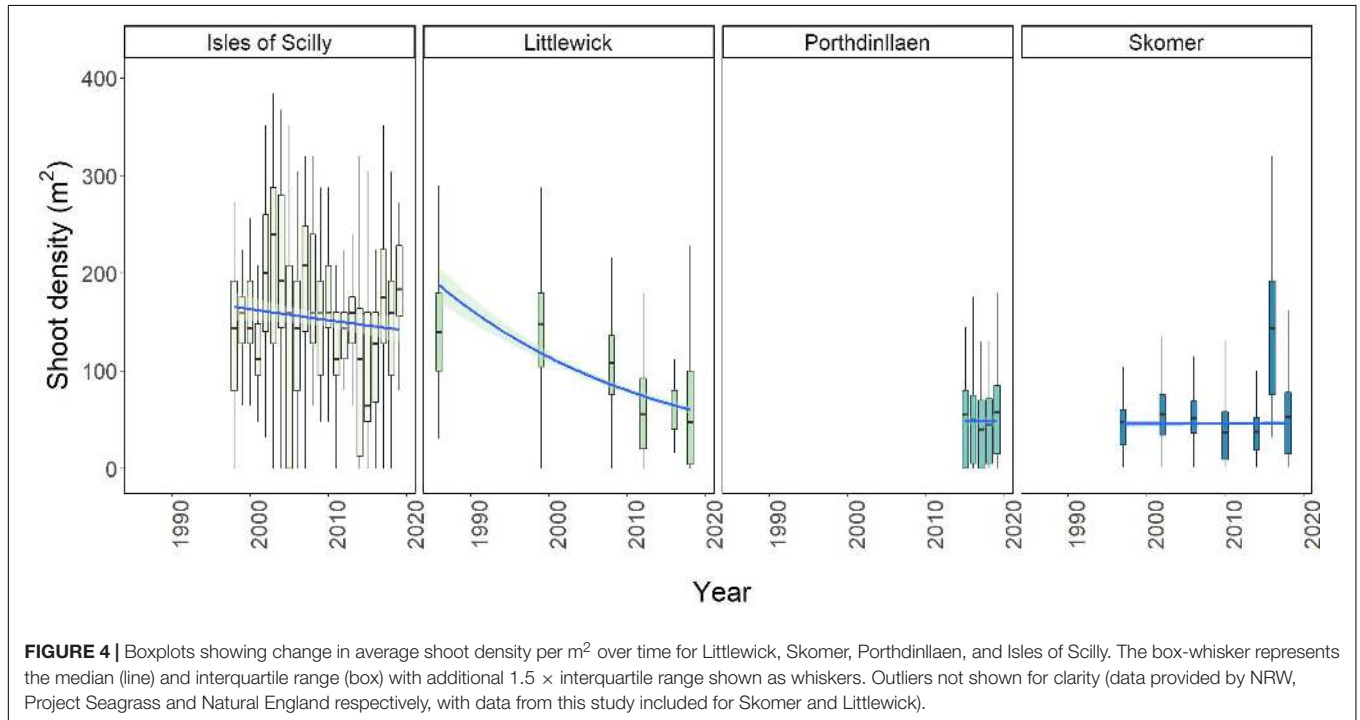 Isles of Scilly Littlewick Porthdinllaen Skomer
400
300
200
100
0
Shoot density (m²)
1990 2000 2010 2020 1990 2000 2010 2020 1990 2000 2010 2020 1990 2000 2010 2020
Year
FIGURE 4 | Boxplots showing change in average shoot density per m² over time for Littlewick, Skomer, Porthdinllaen, and Isles of Scilly. The box-whisker represents
the median (line) and interquartile range (box) with additional 1.5 × interquartile range shown as whiskers. Outliers not shown for clarity (data provided by NRW,
Project Seagrass and Natural England respectively, with data from this study included for Skomer and Littlewick).